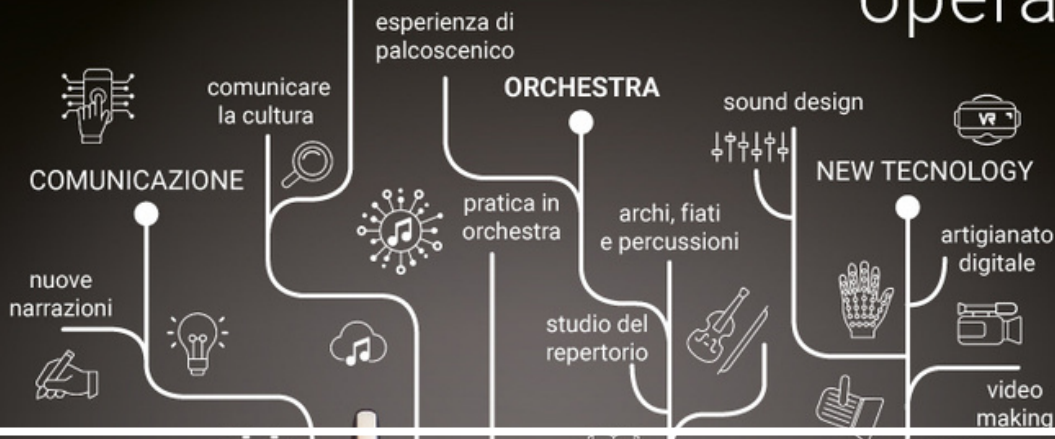 opera
esperienza di
palcoscenico
ORCHESTRA
comunicare
la cultura
sound design
VR
COMUNICAZIONE
NEW TECNOLOGY
pratica in
orchestra
archi, fiati
e percussioni
artigianato
digitale
nuove
narrazioni
studio del
repertorio
video
making